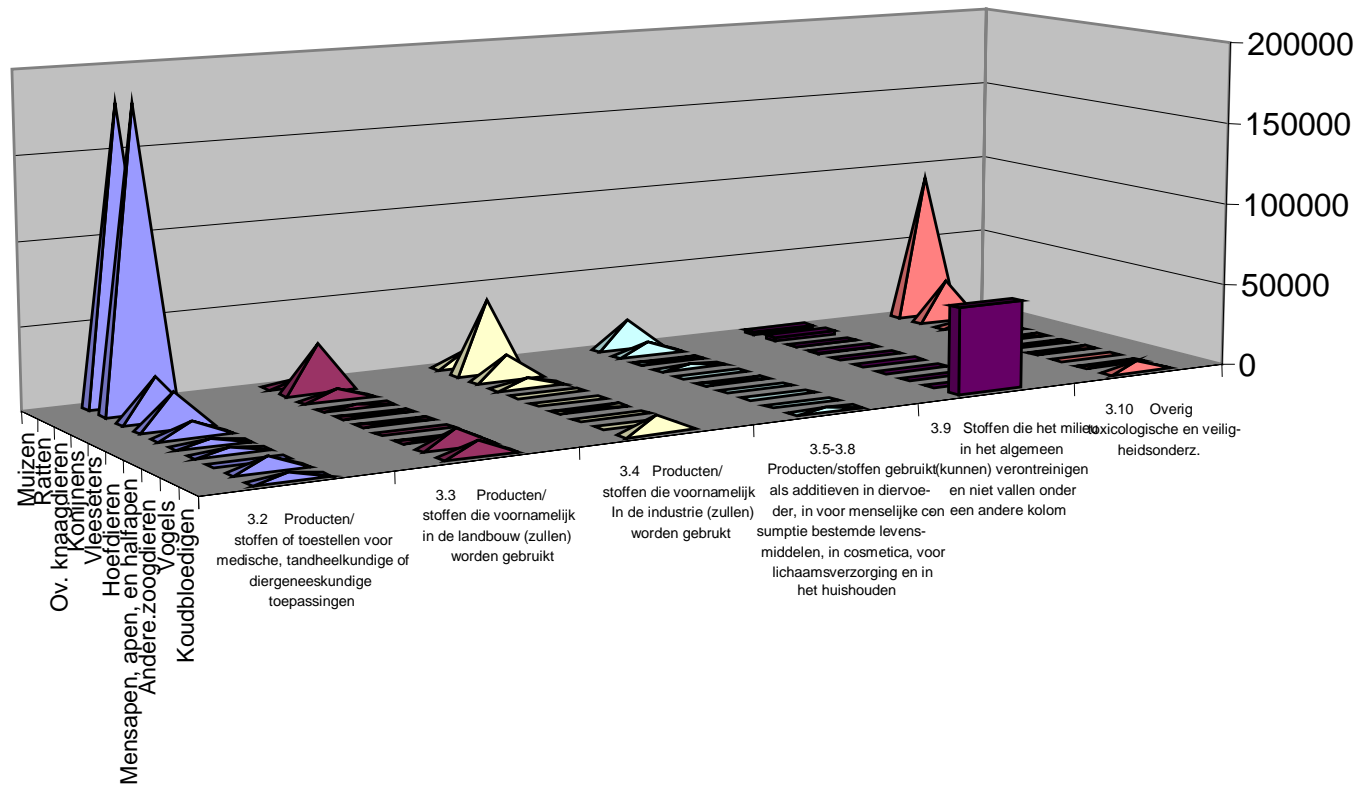 200000
150000
100000
50000
0
Muizen
Ratten
Ov. knaagdieren
Konijnen
Vleeseters
Hoefdieren
Mensapen, apen, en halfapen
Andere.zoogdieren
Vogels
Koudbloedigen
3.2 Producten/
stoffen of toestellen voor
medische, tandheelkundige of
diergeneeskundige
toepassingen
3.3 Producten/
stoffen die voornamelijk
in de landbouw (zullen)
worden gebruikt
3.4 Producten/
stoffen die voornamelijk
In de industrie (zullen)
worden gebrukt
3.5-3.8
Producten/stoffen gebruikt
als additieven in diervoe-
der, in voor menselijke con
sumptie bestemde levens-
middelen, in cosmetica, voor
lichaamsverzorging en in
het huishouden
3.9 Stoffen die het milieu
in het algemeen
(kunnen) verontreinigen
en niet vallen onder
een andere kolom
3.10 Overig
toxicologische en veilig-
heidsonderz.